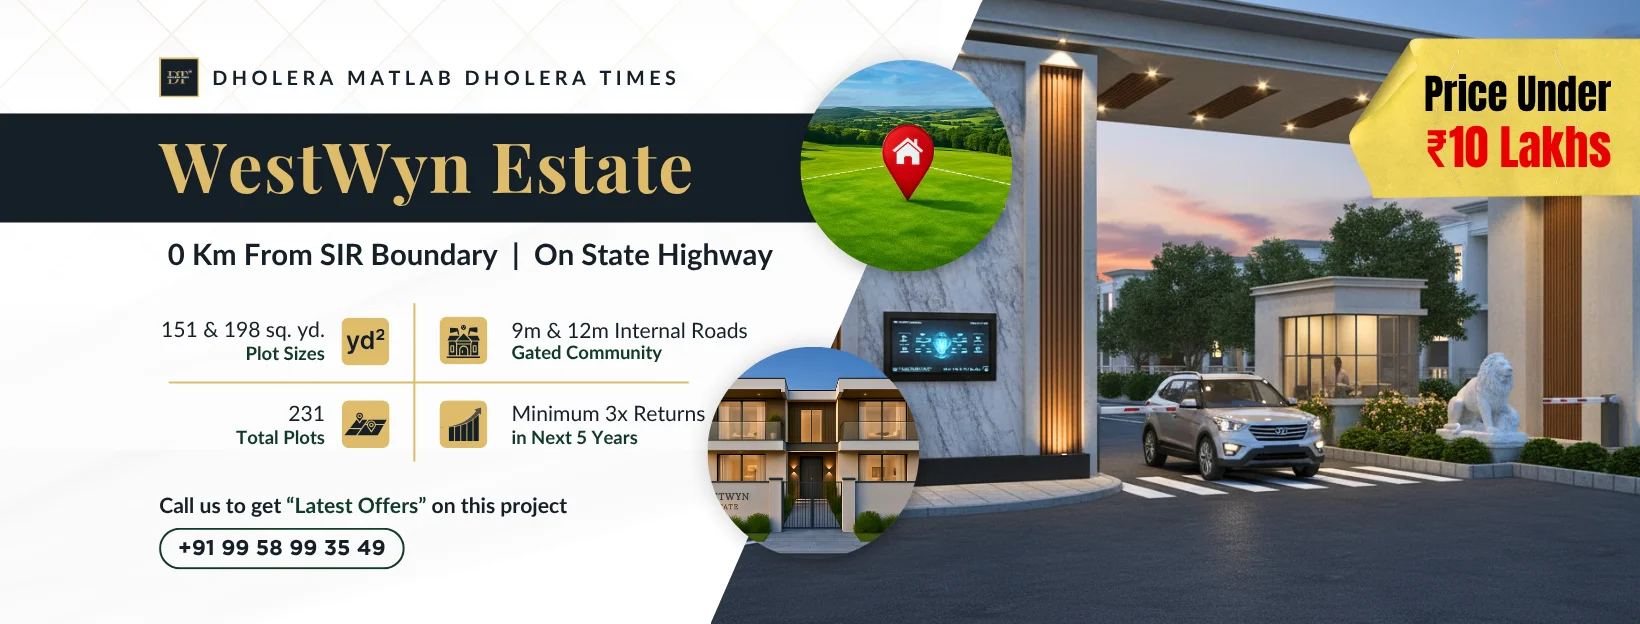 DT
DHOLERA MATLAB DHOLERA TIMES
WestWyn Estate
0 Km From SIR Boundary | On State Highway
151 & 198 sq. yd.
Plot Sizes
yd²
9m & 12m Internal Roads
Gated Community
231
Total Plots
Minimum 3x Returns
in Next 5 Years
Call us to get “Latest Offers” on this project
+91 99 58 99 35 49
Price Under
₹10 Lakhs
TWYN